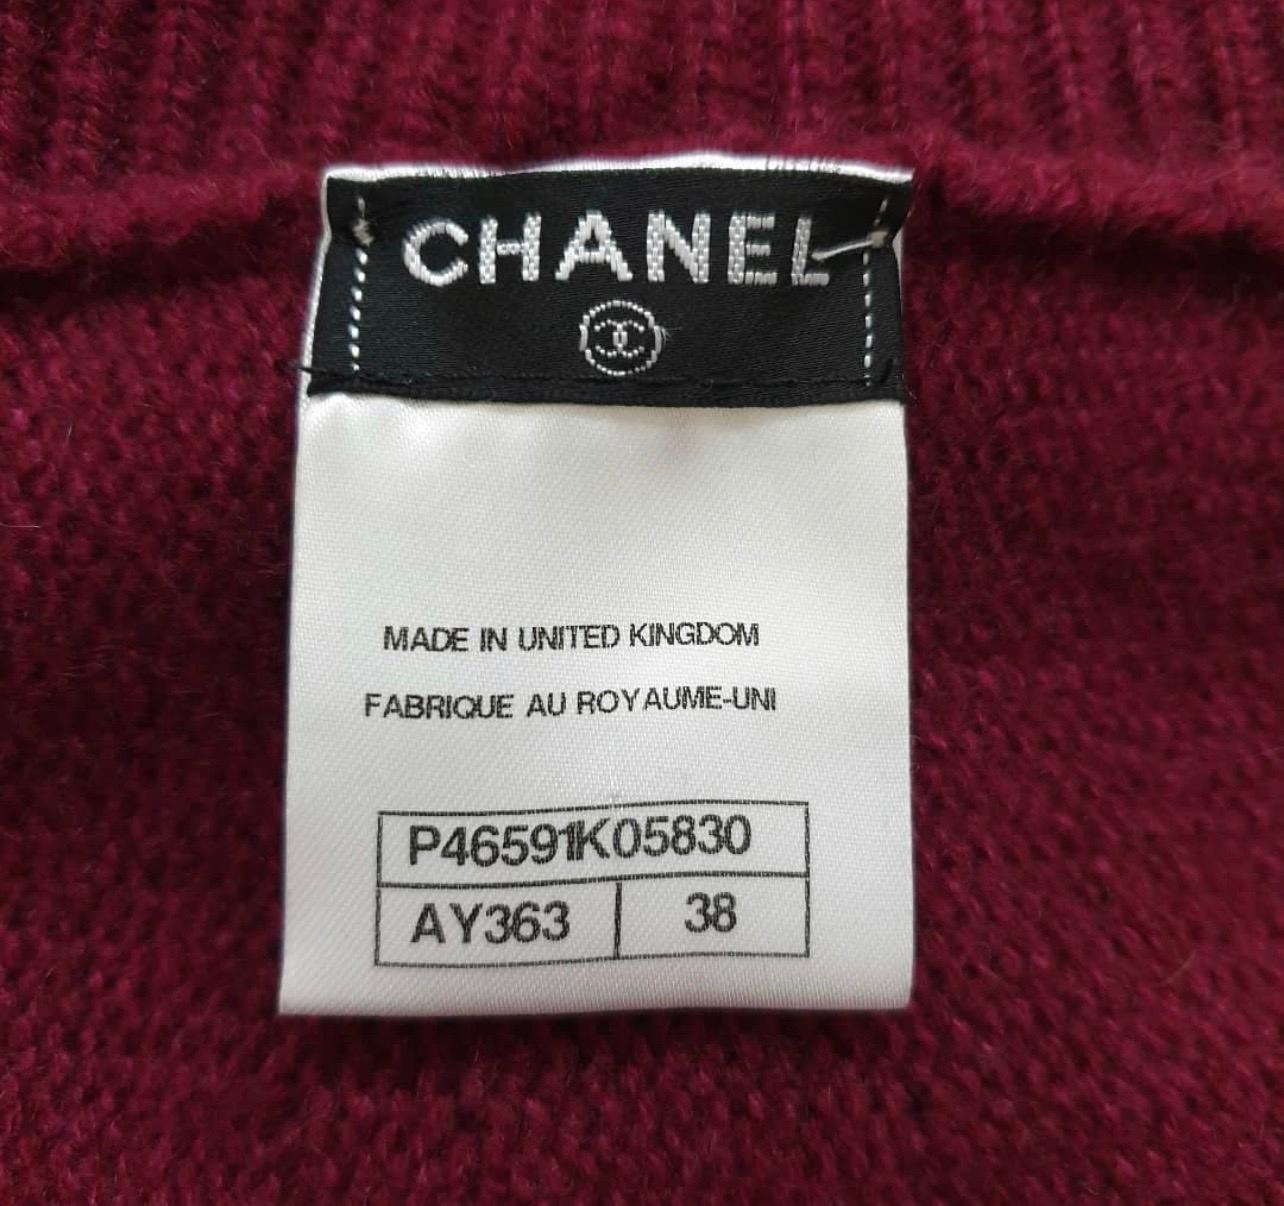 CHANEL
MADE IN UNITED KINGDOM
FABRIQUE AU ROYAUME-UNI
P46591K05830
AY363 38